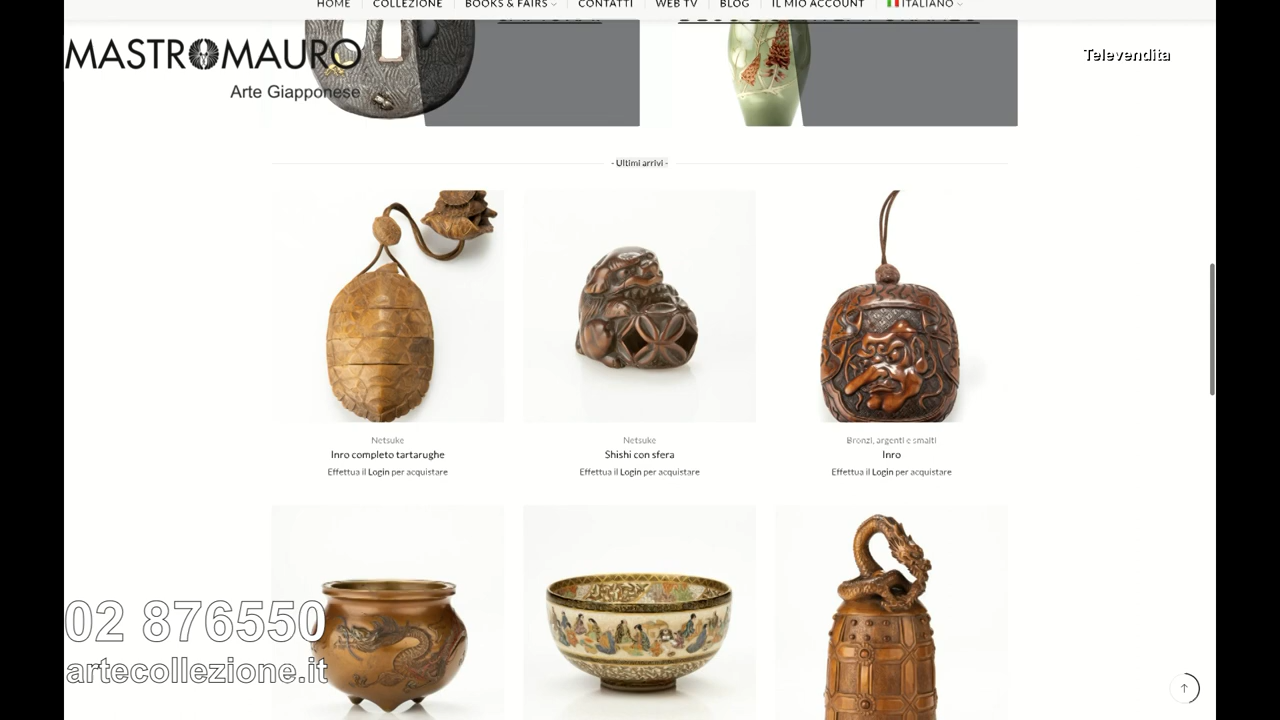 HOME COLLEZIONE BOOKS & FAIRS CONTATTI WEB TV BLOG IL MIO ACCOUNT ITALIANO
MASTROMAURO
Arte Giapponese
Televendita
- Ultimi arrivi -
Netsuke
Inro completo tartarughe
Effettua il Login per acquistare
Netsuke
Shishi con sfera
Effettua il Login per acquistare
Bronzi, argenti e smalti
Inro
Effettua il Login per acquistare
02 876550
artecollezione.it